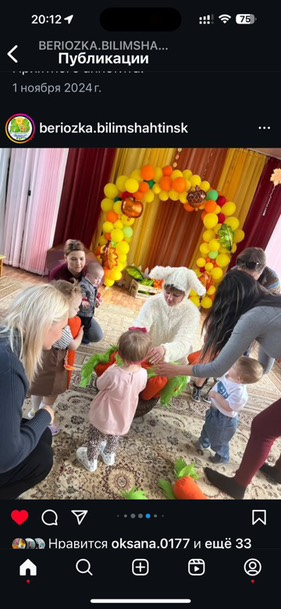 20:12
75
BERIOZKA.BILIMSHA...
Публикации
1 ноября 2024 г.
beriozka.bilimshahtinsk
Нравится oksana.0177 и ещё 33